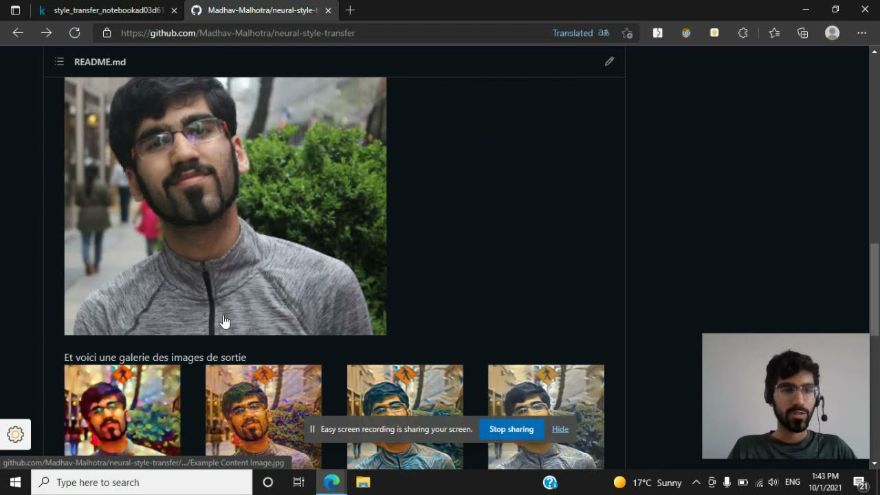 style_transfer_notebookad03d61
Madhav-Malhotra/neural-style-t
https://github.com/Madhav-Malhotra/neural-style-transfer
Translated
README.md
Et voici une galerie des images de sortie
Easy screen recording is sharing your screen.
Stop sharing
Hide
github.com/Madhav-Malhotra/neural-style-transfer/.../Example Content Image.jpg
Type here to search
17°C Sunny
ENG
1:43 PM
10/1/2021
21